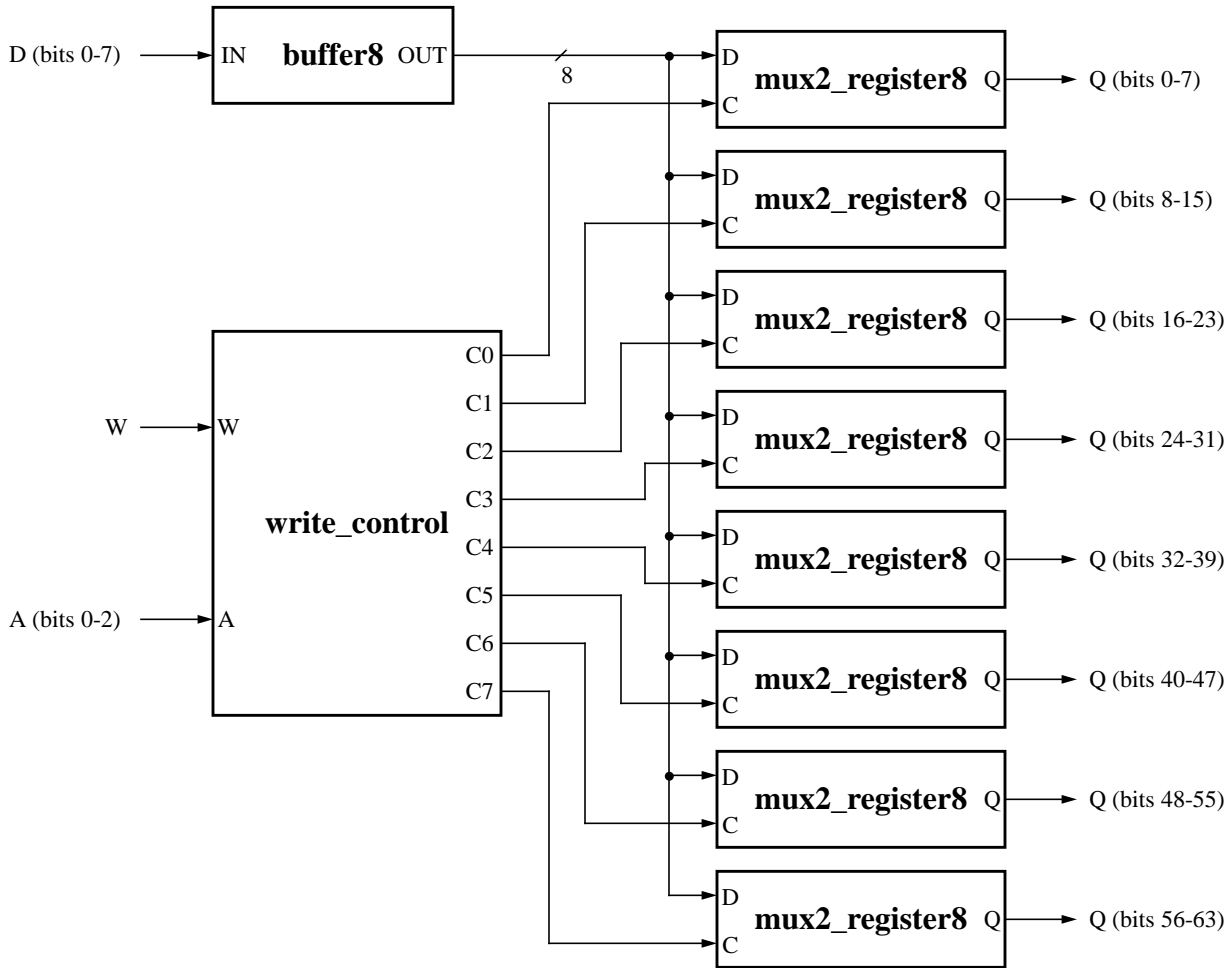 D (bits 0-7) IN buffer8 OUT 8 D C mux2_register8 Q Q (bits 0-7)
D C mux2_register8 Q Q (bits 8-15)
D C mux2_register8 Q Q (bits 16-23)
D C mux2_register8 Q Q (bits 24-31)
D C mux2_register8 Q Q (bits 32-39)
D C mux2_register8 Q Q (bits 40-47)
D C mux2_register8 Q Q (bits 48-55)
D C mux2_register8 Q Q (bits 56-63)
W W
write_control
A (bits 0-2) A
C0
C1
C2
C3
C4
C5
C6
C7